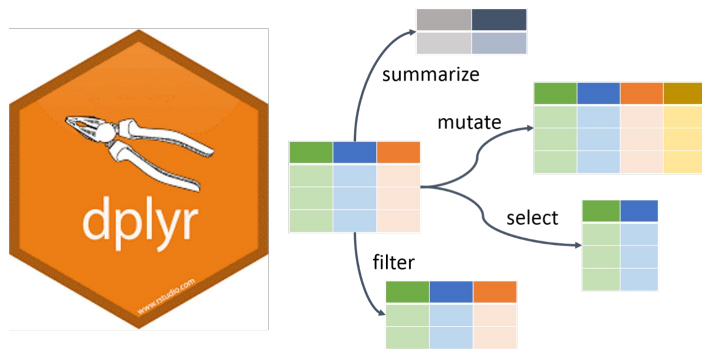 dplyr
www.rstudio.com
summarize
mutate
select
filter